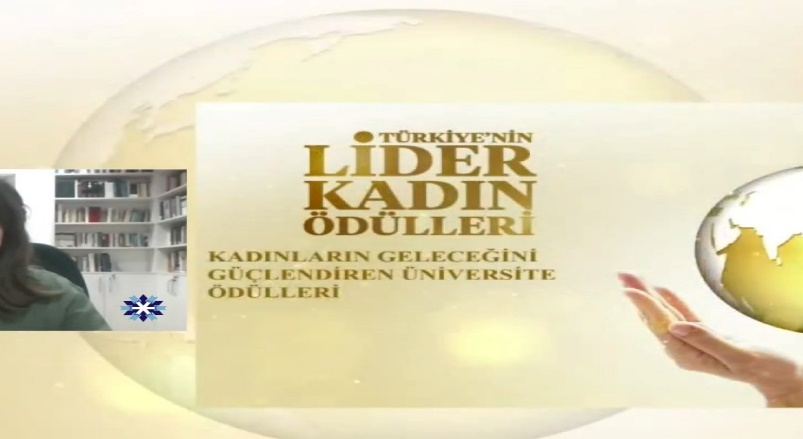 TÜRKİYE'NİN
LİDER
KADIN
ÖDÜLLERİ
KADINLARIN GELECEĞİNİ
GÜÇLENDİREN ÜNİVERSİTE
ÖDÜLLERİ